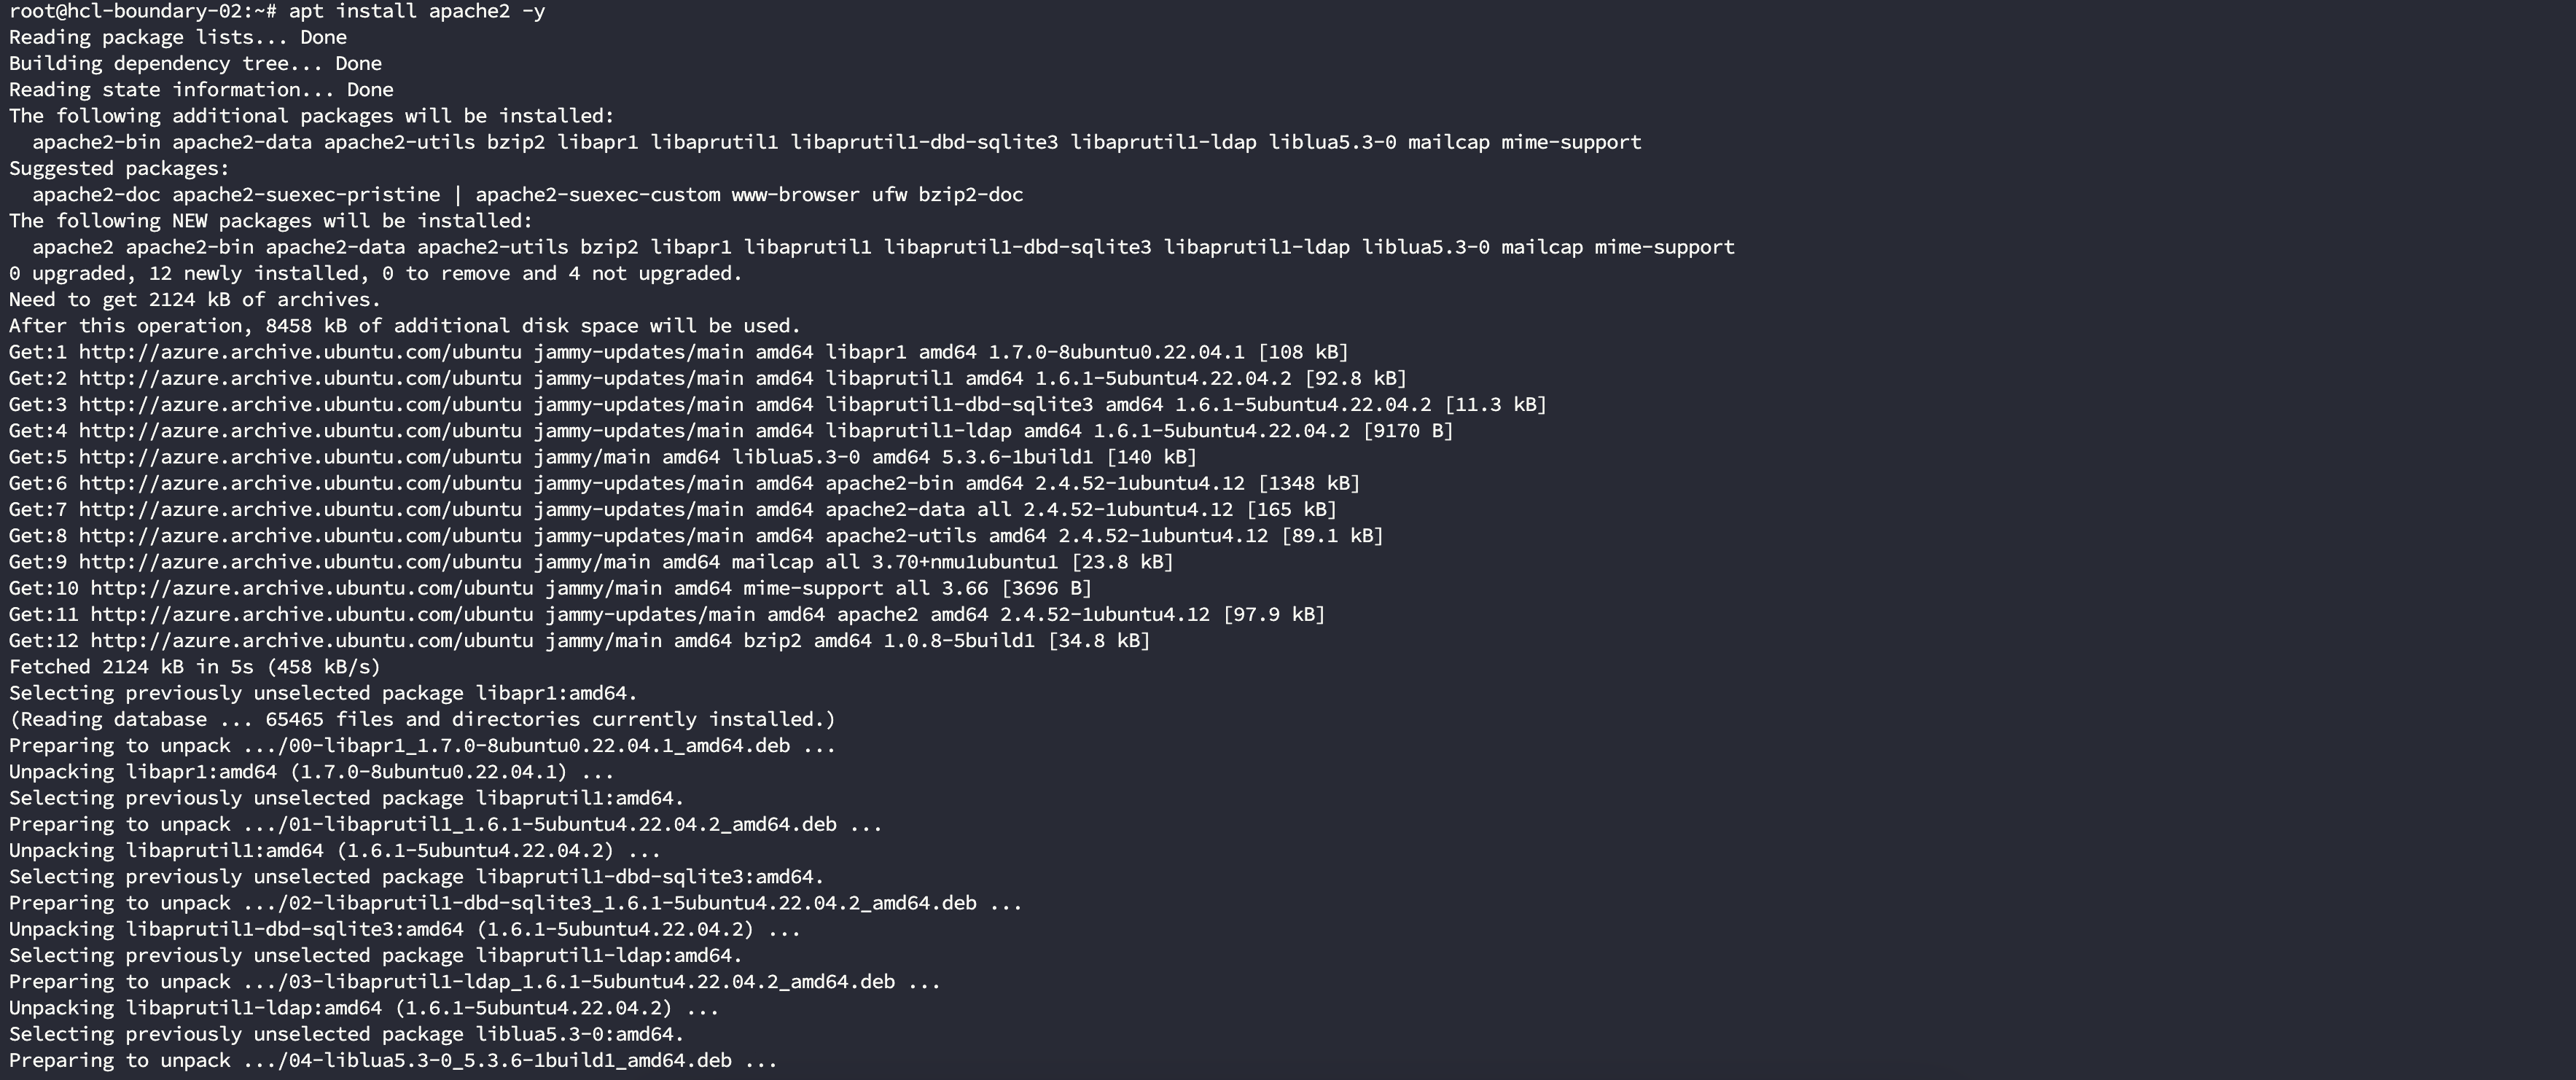 root@hcl-boundary-02:~# apt install apache2 -y
Reading package lists... Done
Building dependency tree... Done
Reading state information... Done
The following additional packages will be installed:
  apache2-bin apache2-data apache2-utils bzip2 libapr1 libaprutil1 libaprutil1-dbd-sqlite3 libaprutil1-ldap liblua5.3-0 mailcap mime-support
Suggested packages:
  apache2-doc apache2-suexec-pristine | apache2-suexec-custom www-browser ufw bzip2-doc
The following NEW packages will be installed:
  apache2 apache2-bin apache2-data apache2-utils bzip2 libapr1 libaprutil1 libaprutil1-dbd-sqlite3 libaprutil1-ldap liblua5.3-0 mailcap mime-support
0 upgraded, 12 newly installed, 0 to remove and 4 not upgraded.
Need to get 2124 kB of archives.
After this operation, 8458 kB of additional disk space will be used.
Get:1 http://azure.archive.ubuntu.com/ubuntu jammy-updates/main amd64 libapr1 amd64 1.7.0-8ubuntu0.22.04.1 [108 kB]
Get:2 http://azure.archive.ubuntu.com/ubuntu jammy-updates/main amd64 libaprutil1 amd64 1.6.1-5ubuntu4.22.04.2 [92.8 kB]
Get:3 http://azure.archive.ubuntu.com/ubuntu jammy-updates/main amd64 libaprutil1-dbd-sqlite3 amd64 1.6.1-5ubuntu4.22.04.2 [11.3 kB]
Get:4 http://azure.archive.ubuntu.com/ubuntu jammy-updates/main amd64 libaprutil1-ldap amd64 1.6.1-5ubuntu4.22.04.2 [9170 B]
Get:5 http://azure.archive.ubuntu.com/ubuntu jammy/main amd64 liblua5.3-0 amd64 5.3.6-1build1 [140 kB]
Get:6 http://azure.archive.ubuntu.com/ubuntu jammy-updates/main amd64 apache2-bin amd64 2.4.52-1ubuntu4.12 [1348 kB]
Get:7 http://azure.archive.ubuntu.com/ubuntu jammy-updates/main amd64 apache2-data all 2.4.52-1ubuntu4.12 [165 kB]
Get:8 http://azure.archive.ubuntu.com/ubuntu jammy-updates/main amd64 apache2-utils amd64 2.4.52-1ubuntu4.12 [89.1 kB]
Get:9 http://azure.archive.ubuntu.com/ubuntu jammy/main amd64 mailcap all 3.70+nmu1ubuntu1 [23.8 kB]
Get:10 http://azure.archive.ubuntu.com/ubuntu jammy/main amd64 mime-support all 3.66 [3696 B]
Get:11 http://azure.archive.ubuntu.com/ubuntu jammy-updates/main amd64 apache2 amd64 2.4.52-1ubuntu4.12 [97.9 kB]
Get:12 http://azure.archive.ubuntu.com/ubuntu jammy/main amd64 bzip2 amd64 1.0.8-5build1 [34.8 kB]
Fetched 2124 kB in 5s (458 kB/s)
Selecting previously unselected package libapr1:amd64.
(Reading database ... 65465 files and directories currently installed.)
Preparing to unpack .../00-libapr1_1.7.0-8ubuntu0.22.04.1_amd64.deb ...
Unpacking libapr1:amd64 (1.7.0-8ubuntu0.22.04.1) ...
Selecting previously unselected package libaprutil1:amd64.
Preparing to unpack .../01-libaprutil1_1.6.1-5ubuntu4.22.04.2_amd64.deb ...
Unpacking libaprutil1:amd64 (1.6.1-5ubuntu4.22.04.2) ...
Selecting previously unselected package libaprutil1-dbd-sqlite3:amd64.
Preparing to unpack .../02-libaprutil1-dbd-sqlite3_1.6.1-5ubuntu4.22.04.2_amd64.deb ...
Unpacking libaprutil1-dbd-sqlite3:amd64 (1.6.1-5ubuntu4.22.04.2) ...
Selecting previously unselected package libaprutil1-ldap:amd64.
Preparing to unpack .../03-libaprutil1-ldap_1.6.1-5ubuntu4.22.04.2_amd64.deb ...
Unpacking libaprutil1-ldap:amd64 (1.6.1-5ubuntu4.22.04.2) ...
Selecting previously unselected package liblua5.3-0:amd64.
Preparing to unpack .../04-liblua5.3-0_5.3.6-1build1_amd64.deb ...